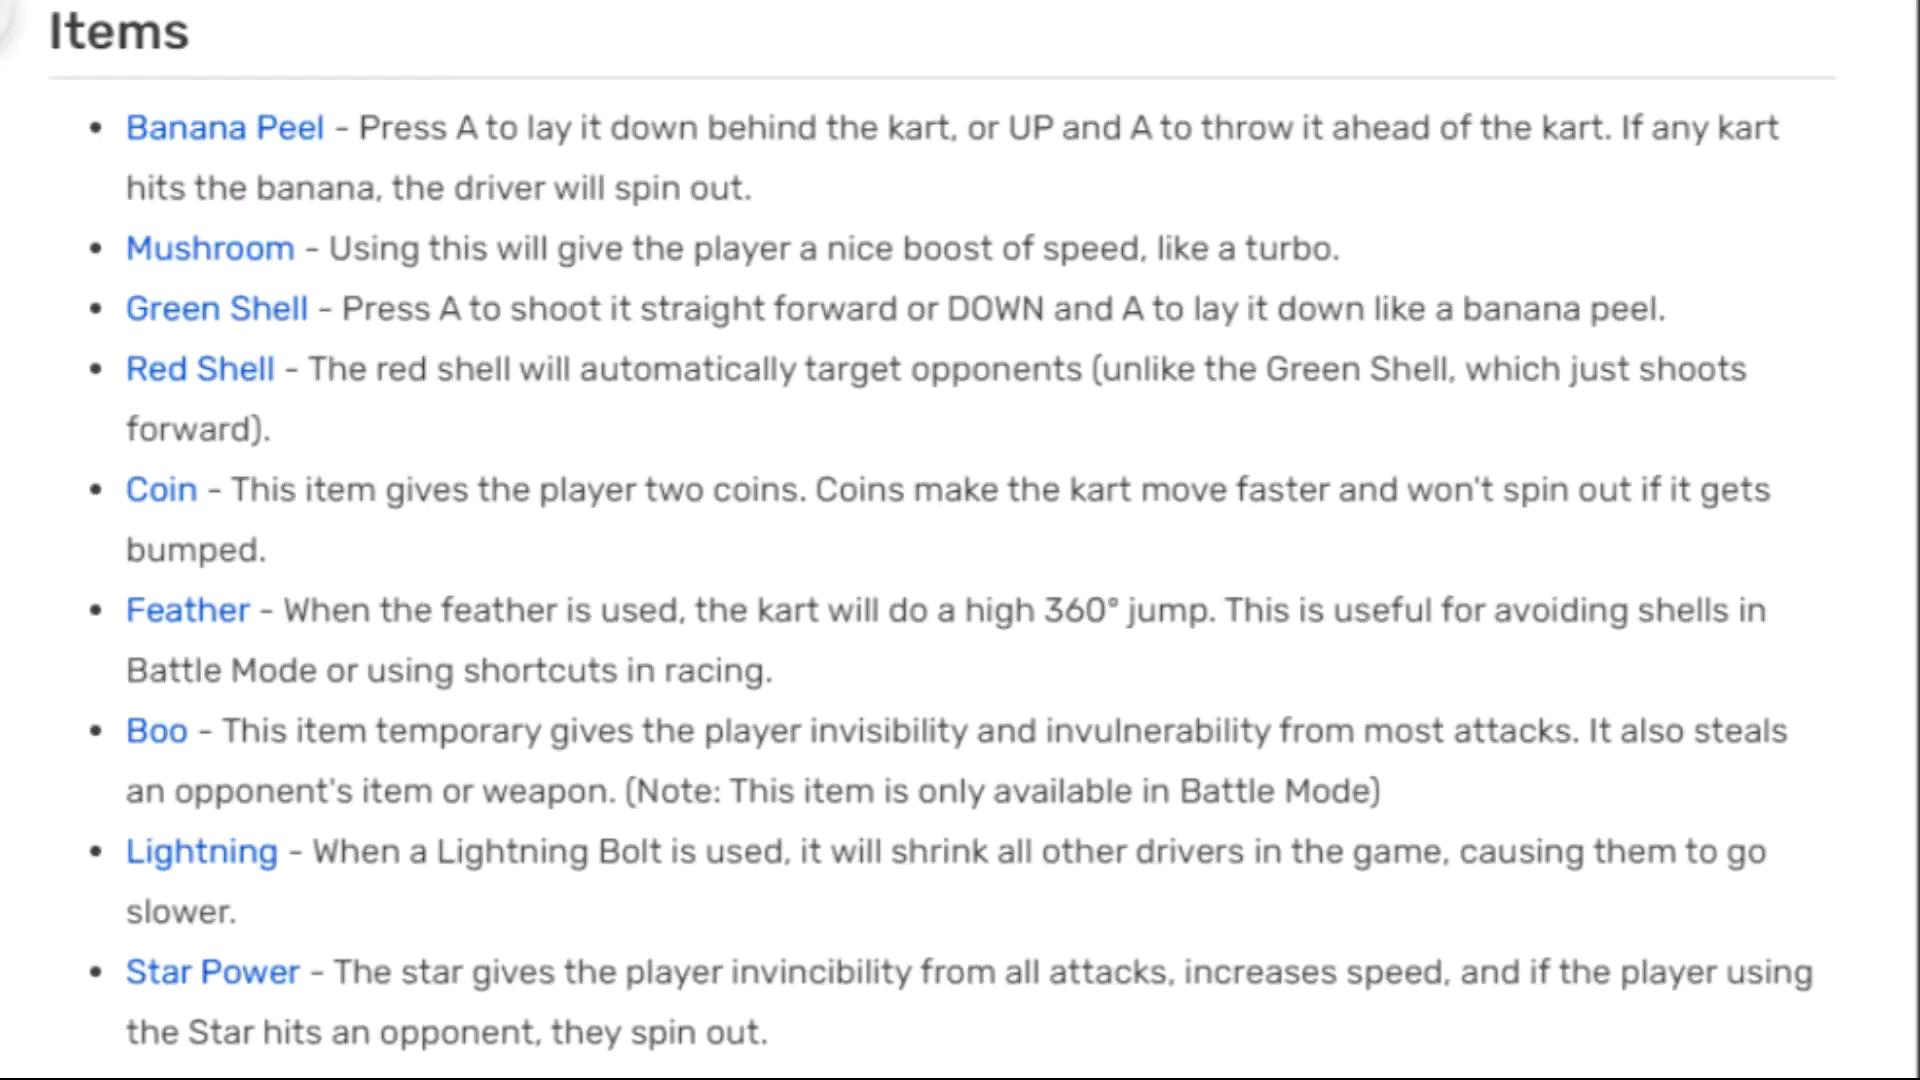 Items
• Banana Peel - Press A to lay it down behind the kart, or UP and A to throw it ahead of the kart. If any kart
hits the banana, the driver will spin out.
• Mushroom - Using this will give the player a nice boost of speed, like a turbo.
• Green Shell - Press A to shoot it straight forward or DOWN and A to lay it down like a banana peel.
• Red Shell - The red shell will automatically target opponents (unlike the Green Shell, which just shoots
forward).
• Coin - This item gives the player two coins. Coins make the kart move faster and won't spin out if it gets
bumped.
• Feather - When the feather is used, the kart will do a high 360° jump. This is useful for avoiding shells in
Battle Mode or using shortcuts in racing.
• Boo - This item temporary gives the player invisibility and invulnerability from most attacks. It also steals
an opponent's item or weapon. (Note: This item is only available in Battle Mode)
• Lightning - When a Lightning Bolt is used, it will shrink all other drivers in the game, causing them to go
slower.
• Star Power - The star gives the player invincibility from all attacks, increases speed, and if the player using
the Star hits an opponent, they spin out.